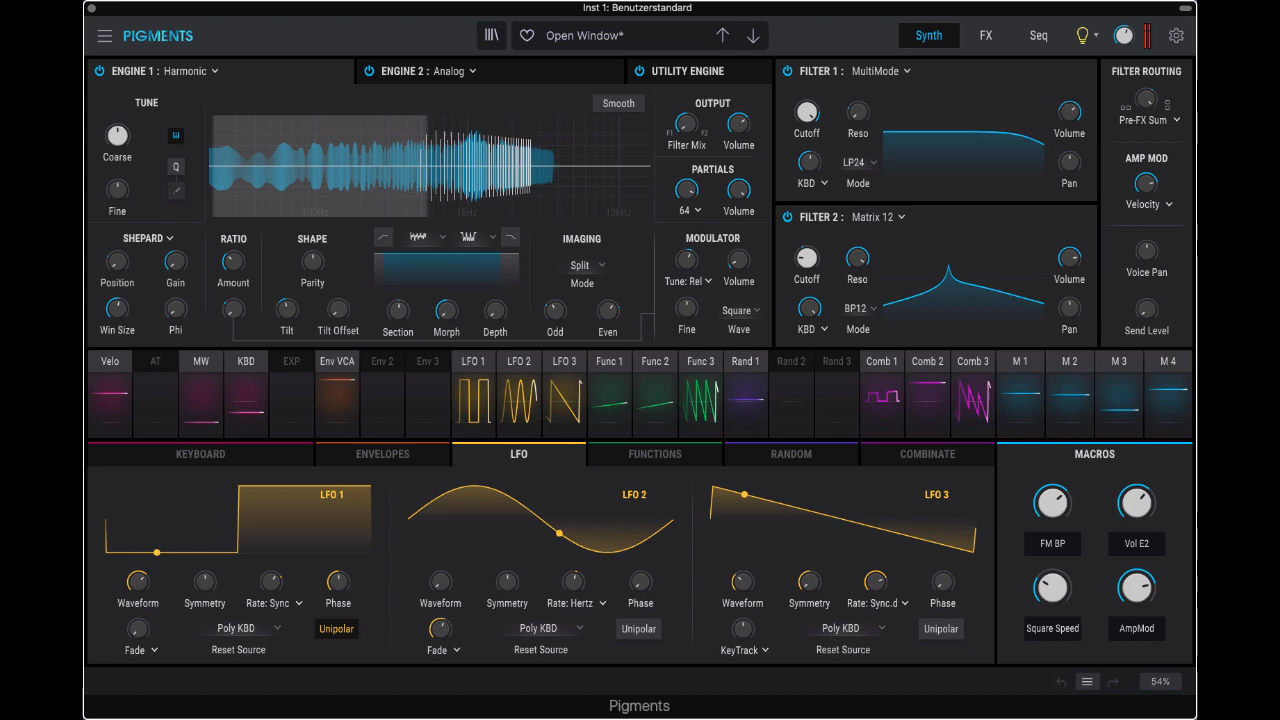 Inst 1: Benutzerstandard
PIGMENTS
Open Window*
Synth FX Seq
ENGINE 1 : Harmonic
ENGINE 2 : Analog
UTILITY ENGINE
FILTER 1 : MultiMode
FILTER ROUTING
TUNE
Smooth
OUTPUT
Coarse
Q
Fine
100Hz 1kHz 10kHz
F1 F2
Filter Mix Volume
PARTIALS
64 Volume
Cutoff Reso Volume
KBD LP24 Mode Pan
Pre-FX Sum
AMP MOD
Velocity
FILTER 2 : Matrix 12
SHEPARD RATIO SHAPE IMAGING MODULATOR
Position Gain Amount Parity
Split
Mode
Tune: Rel Volume
Win Size Phi Tilt Tilt Offset Section Morph Depth Odd Even
Fine Square
Wave
Cutoff Reso Volume
KBD BP12 Mode Pan
Voice Pan
Send Level
Velo AT MW KBD EXP Env VCA Env 2 Env 3 LFO 1 LFO 2 LFO 3 Func 1 Func 2 Func 3 Rand 1 Rand 2 Rand 3 Comb 1 Comb 2 Comb 3 M 1 M 2 M 3 M 4
KEYBOARD ENVELOPES LFO FUNCTIONS RANDOM COMBINATE MACROS
LFO 1 LFO 2 LFO 3
Waveform Symmetry Rate: Sync Phase
Waveform Symmetry Rate: Hertz Phase
Waveform Symmetry Rate: Sync.d Phase
Fade Poly KBD Unipolar
Reset Source
Fade Poly KBD Unipolar
Reset Source
KeyTrack Poly KBD Unipolar
Reset Source
FM BP Vol E2
Square Speed AmpMod
54%
Pigments